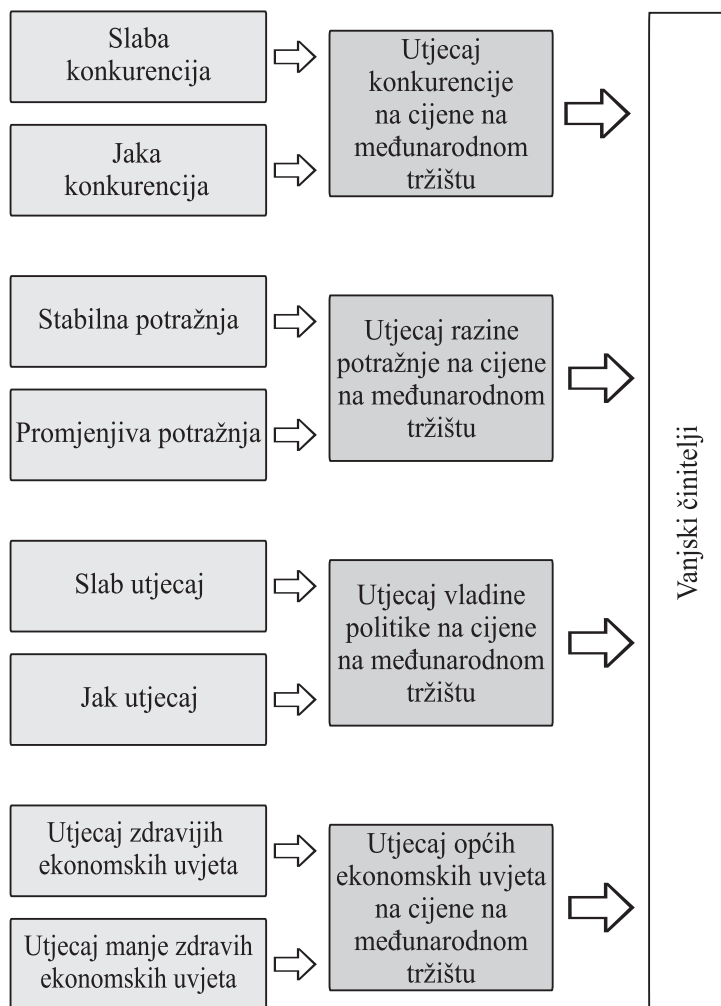 Slaba
konkurencija
Jaka
konkurencija
Utjecaj
konkurencije
na cijene na
međunarodnom
tržištu
Stabilna potražnja
Promjenjiva potražnja
Utjecaj razine
potražnje na cijene
na međunarodnom
tržištu
Slab utjecaj
Jak utjecaj
Utjecaj vladine
politike na cijene
na međunarodnom
tržištu
Utjecaj zdravijih
ekonomskih uvjeta
Utjecaj manje zdravih
ekonomskih uvjeta
Utjecaj općih
ekonomskih uvjeta
na cijene na
međunarodnom
tržištu
Vanjski činitelji